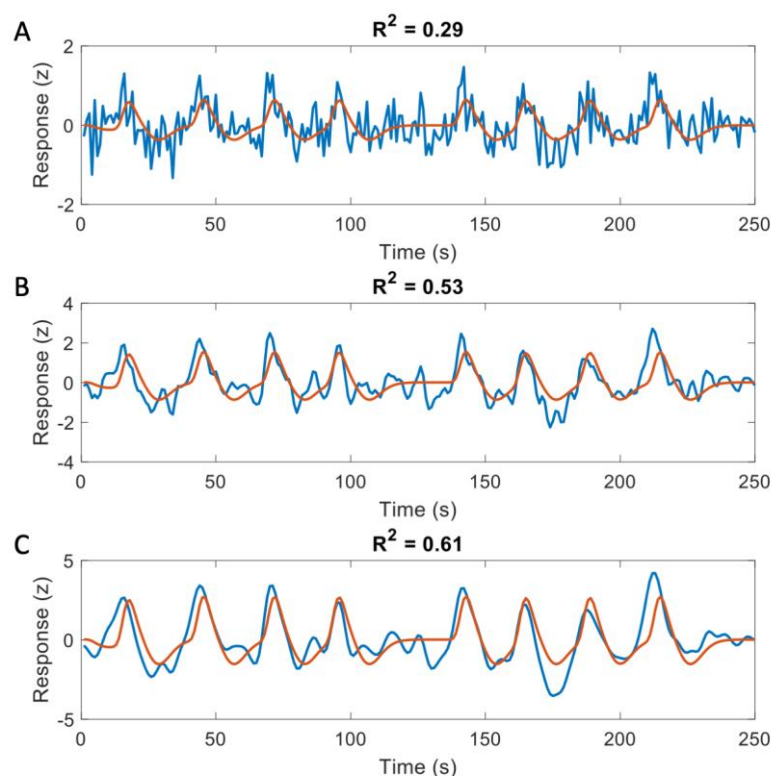 A
R² = 0.29
Response (z)
2
0
-2
0 50 100 150 200 250
Time (s)
B
R² = 0.53
Response (z)
4
2
0
-2
-4
0 50 100 150 200 250
Time (s)
C
R² = 0.61
Response (z)
5
0
-5
0 50 100 150 200 250
Time (s)